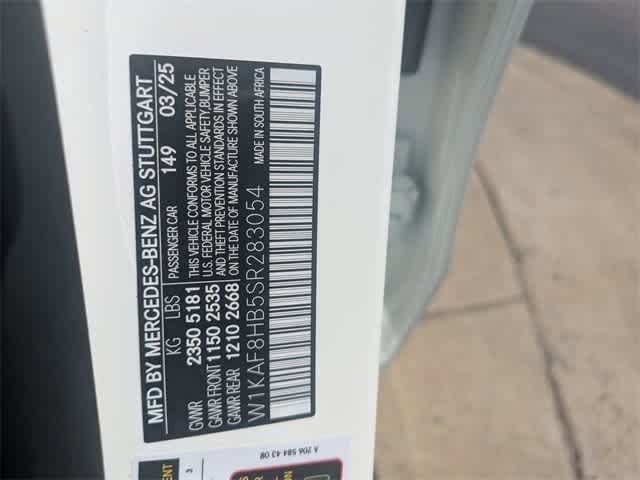 MFD BY MERCEDES-BENZ AG STUTTGART
KG LBS PASSENGER CAR 149 03/25
GVWR 2350 5181 THIS VEHICLE CONFORMS TO ALL APPLICABLE
GAWR FRONT 1150 2535 U.S. FEDERAL MOTOR VEHICLE SAFETY, BUMPER
AND THEFT PREVENTION STANDARDS IN EFFECT
GAWR REAR 1210 2668 ON THE DATE OF MANUFACTURE SHOWN ABOVE
W1KAF8HB5SR283054 MADE IN SOUTH AFRICA
A 206 584 43 08